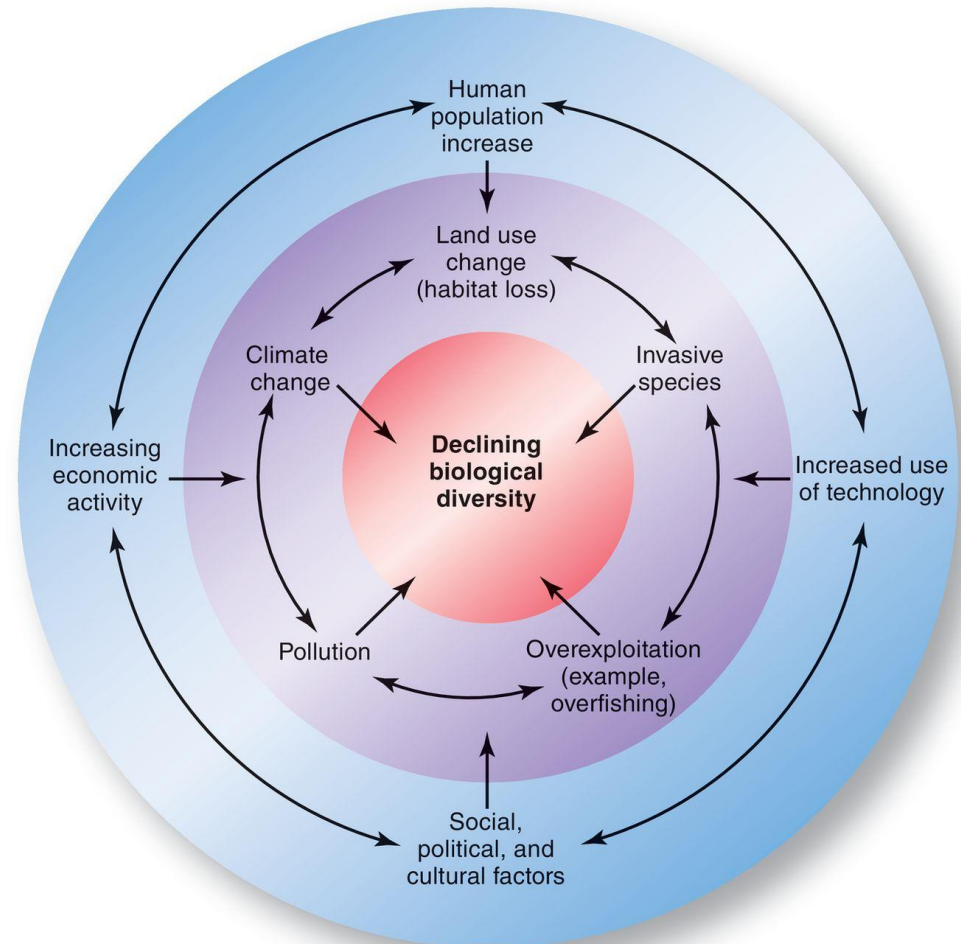 Human
population
increase
Land use
change
(habitat loss)
Climate
change
Invasive
species
Declining
biological
diversity
Increasing
economic
activity
Increased use
of technology
Pollution
Overexploitation
(example,
overfishing)
Social,
political, and
cultural factors